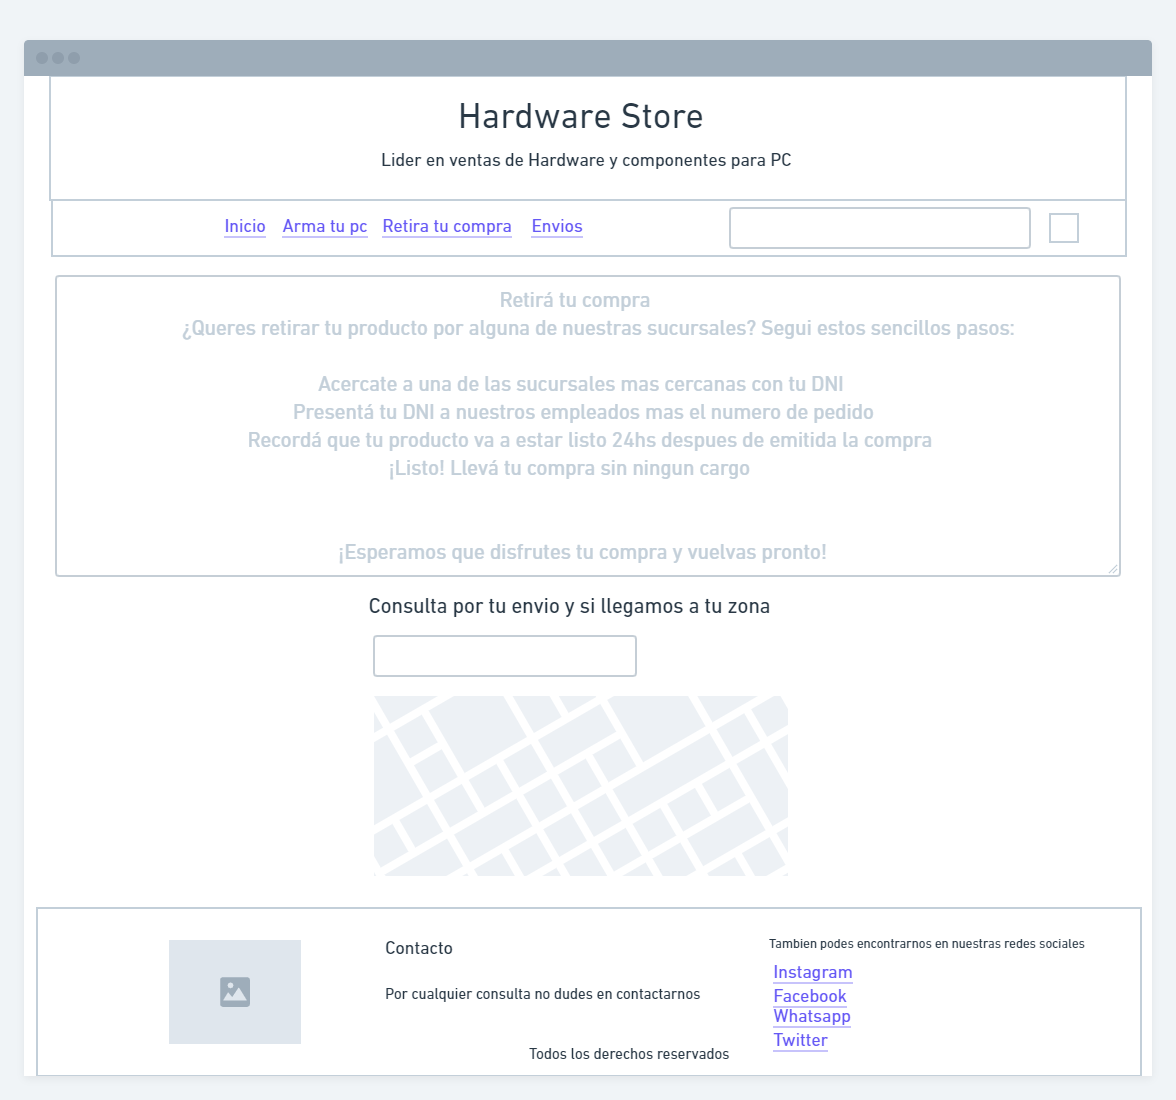 Hardware Store
Lider en ventas de Hardware y componentes para PC
Inicio Arma tu pc Retira tu compra Envios
Retirá tu compra
¿Queres retirar tu producto por alguna de nuestras sucursales? Segui estos sencillos pasos:
Acercate a una de las sucursales mas cercanas con tu DNI
Presentá tu DNI a nuestros empleados mas el numero de pedido
Recordá que tu producto va a estar listo 24hs despues de emitida la compra
¡Listo! Llevá tu compra sin ningun cargo
¡Esperamos que disfrutes tu compra y vuelvas pronto!
Consulta por tu envio y si llegamos a tu zona
Contacto
Por cualquier consulta no dudes en contactarnos
Tambien podes encontrarnos en nuestras redes sociales
Instagram
Facebook
Whatsapp
Twitter
Todos los derechos reservados